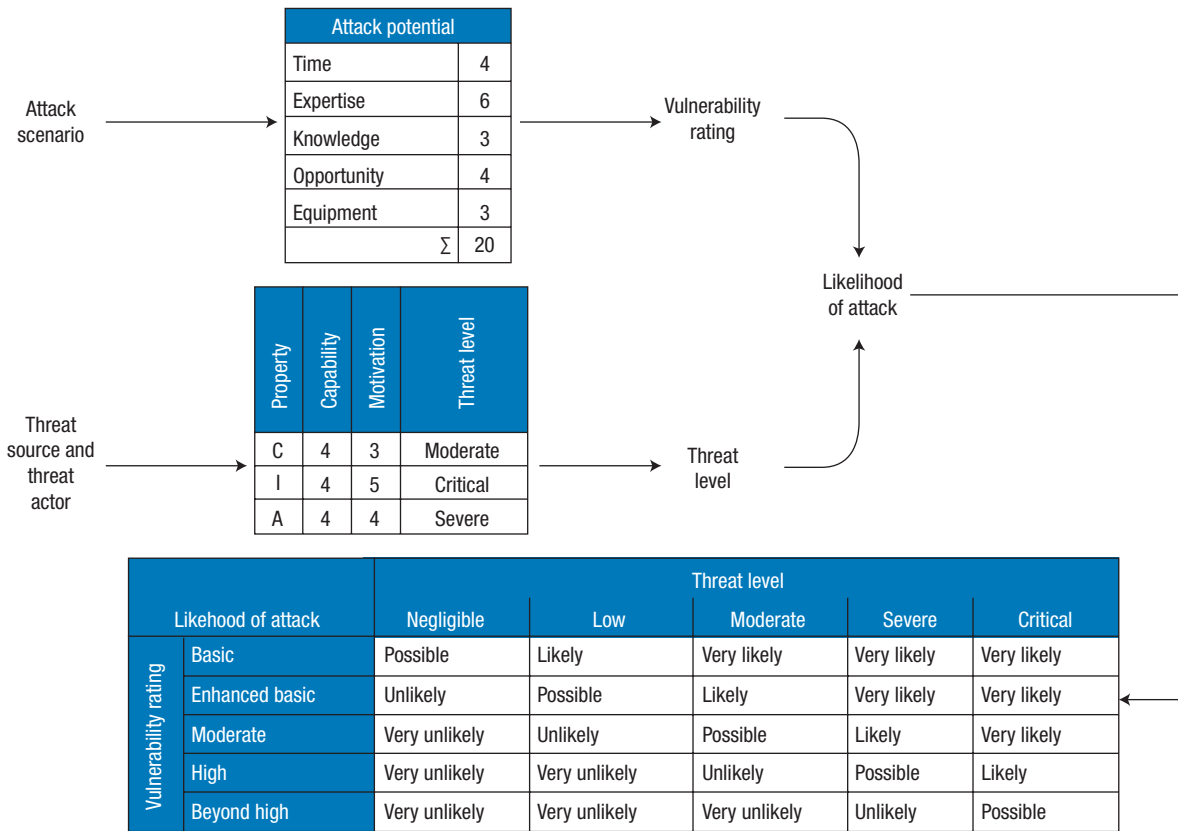 Attack potential
Time 4
Expertise 6
Knowledge 3
Opportunity 4
Equipment 3
Σ 20
Attack
scenario
Vulnerability
rating
Likelihood
of attack
Property Capability Motivation Threat level
C 4 3 Moderate
I 4 5 Critical
A 4 4 Severe
Threat
source and
threat
actor
Threat
level
Threat level
Likehood of attack Negligible Low Moderate Severe Critical
Vulnerability rating
Basic Possible Likely Very likely Very likely Very likely
Enhanced basic Unlikely Possible Likely Very likely Very likely
Moderate Very unlikely Unlikely Possible Likely Very likely
High Very unlikely Very unlikely Unlikely Possible Likely
Beyond high Very unlikely Very unlikely Very unlikely Unlikely Possible